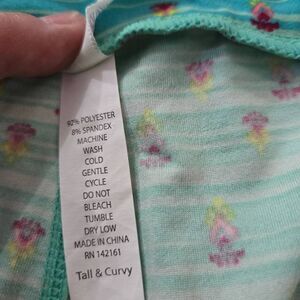 92% POLYESTER
8% SPANDEX
MACHINE
WASH
COLD
GENTLE
CYCLE
DO NOT
BLEACH
TUMBLE
DRY LOW
MADE IN CHINA
RN 142161
Tall & Curvy